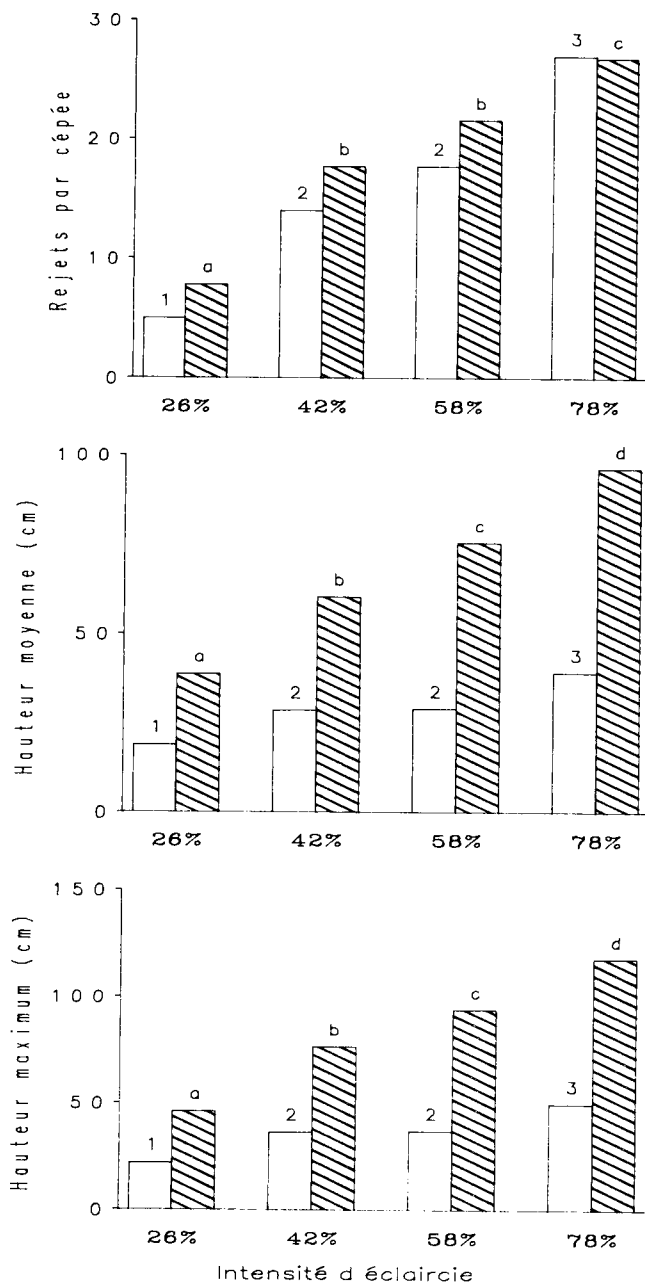 30
20
10
0
Rejets par cépée
1
a
2
b
2
b
3
c
26%
42%
58%
78%
100
50
0
Hauteur moyenne (cm)
1
a
2
b
2
c
3
d
26%
42%
58%
78%
150
100
50
0
Hauteur maximum (cm)
1
a
2
b
2
c
3
d
26%
42%
58%
78%
Intensité d éclaircie